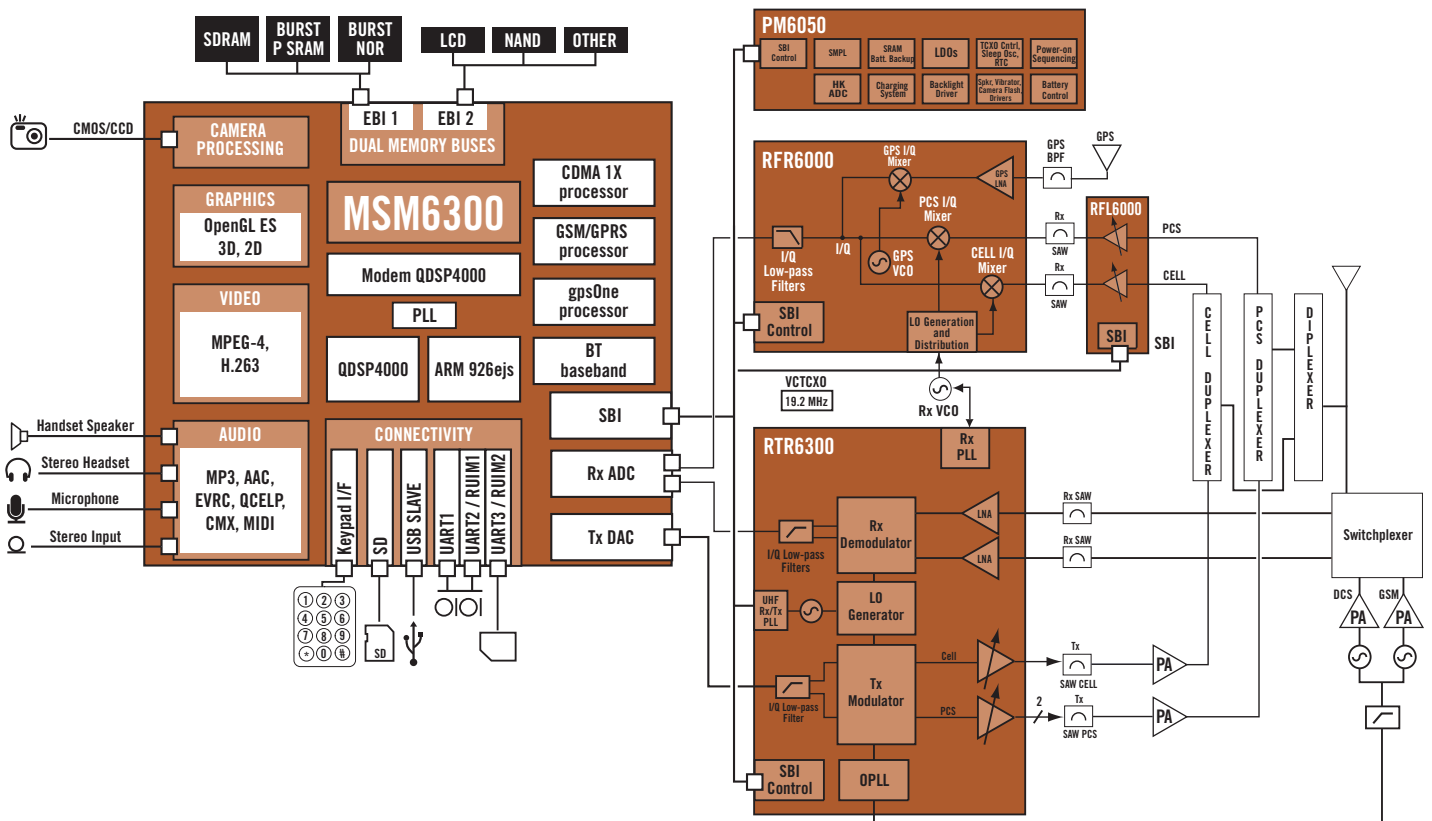 SDRAM
BURST
P SRAM
BURST
NOR
LCD
NAND
OTHER
CMOS/CCD
CAMERA
PROCESSING
EBI 1
EBI 2
DUAL MEMORY BUSES
GRAPHICS
OpenGL ES
3D, 2D
MSM6300
CDMA 1X
processor
GSM/GPRS
processor
Modem QDSP4000
gpsOne
processor
VIDEO
MPEG-4,
H.263
PLL
QDSP4000
ARM 926ejs
BT
baseband
SBI
Handset Speaker
Stereo Headset
Microphone
Stereo Input
AUDIO
MP3, AAC,
EVRC, QCELP,
CMX, MIDI
CONNECTIVITY
Keypad I/F
SD
USB SLAVE
UART1
UART2 / RUIM1
UART3 / RUIM2
Rx ADC
Tx DAC
1 2 3
4 5 6
7 8 9
* 0 #
SD
PM6050
SBI
Control
SMPL
SRAM
Batt. Backup
LDOs
TCXO Cntrl,
Sleep Osc,
RTC
Power-on
Sequencing
HK
ADC
Charging
System
Backlight
Driver
Spkr, Vibrator,
Camera Flash,
Drivers
Battery
Control
RFR6000
GPS I/Q
Mixer
GPS
LNA
GPS
BPF
GPS
PCS I/Q
Mixer
I/Q
Low-pass
Filters
I/Q
GPS
VCO
CELL I/Q
Mixer
SBI
Control
LO Generation
and
Distribution
Rx
SAW
Rx
SAW
RFL6000
PCS
CELL
SBI
SBI
VCTCXO
19.2 MHz
Rx VCO
CELL DUPLEXER
PCS DUPLEXER
DIPLEXER
RTR6300
Rx
PLL
I/Q Low-pass
Filters
Rx
Demodulator
LNA
LNA
Rx SAW
Rx SAW
Switchplexer
UHF
Rx/Tx
PLL
LO
Generator
DCS
GSM
PA
PA
I/Q Low-pass
Filter
Tx
Modulator
Cell
PCS
2
Tx
SAW CELL
Tx
SAW PCS
PA
PA
SBI
Control
OPLL